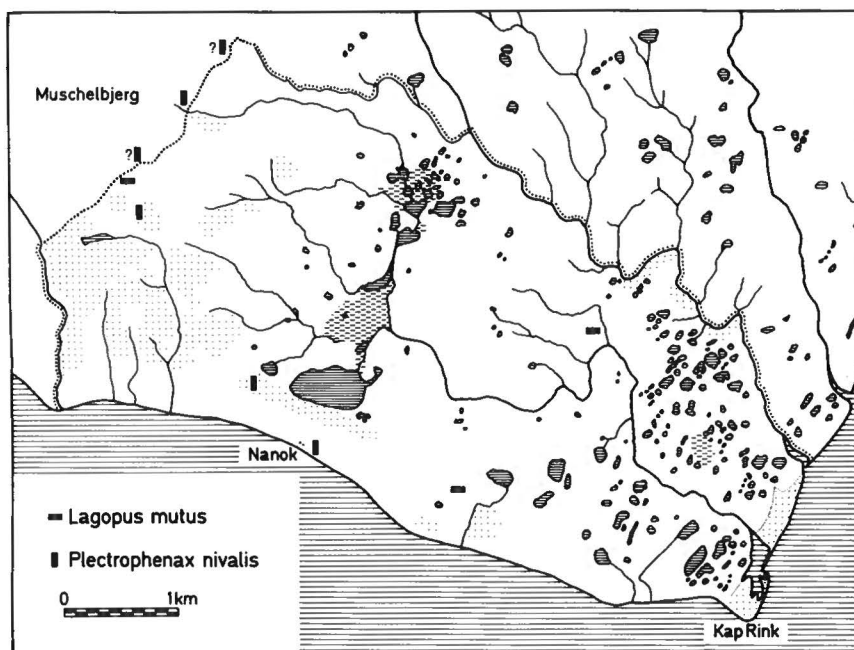 ?
Muschelbjerg
?
Nanok
Lagopus mutus
Plectrophenax nivalis
0 1km
Kap Rink